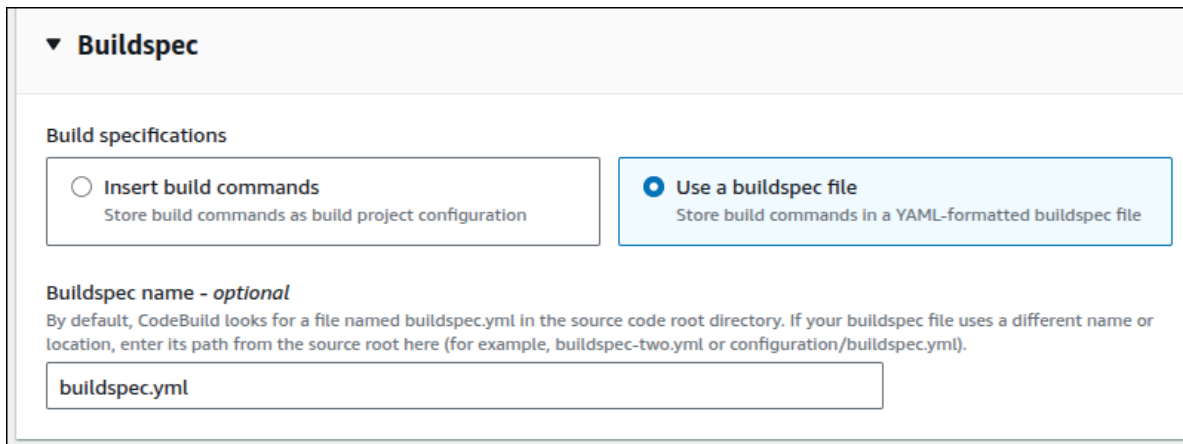 Buildspec
Build specifications
Insert build commands
Store build commands as build project configuration
Use a buildspec file
Store build commands in a YAML-formatted buildspec file
Buildspec name - optional
By default, CodeBuild looks for a file named buildspec.yml in the source code root directory. If your buildspec file uses a different name or
location, enter its path from the source root here (for example, buildspec-two.yml or configuration/buildspec.yml).
buildspec.yml